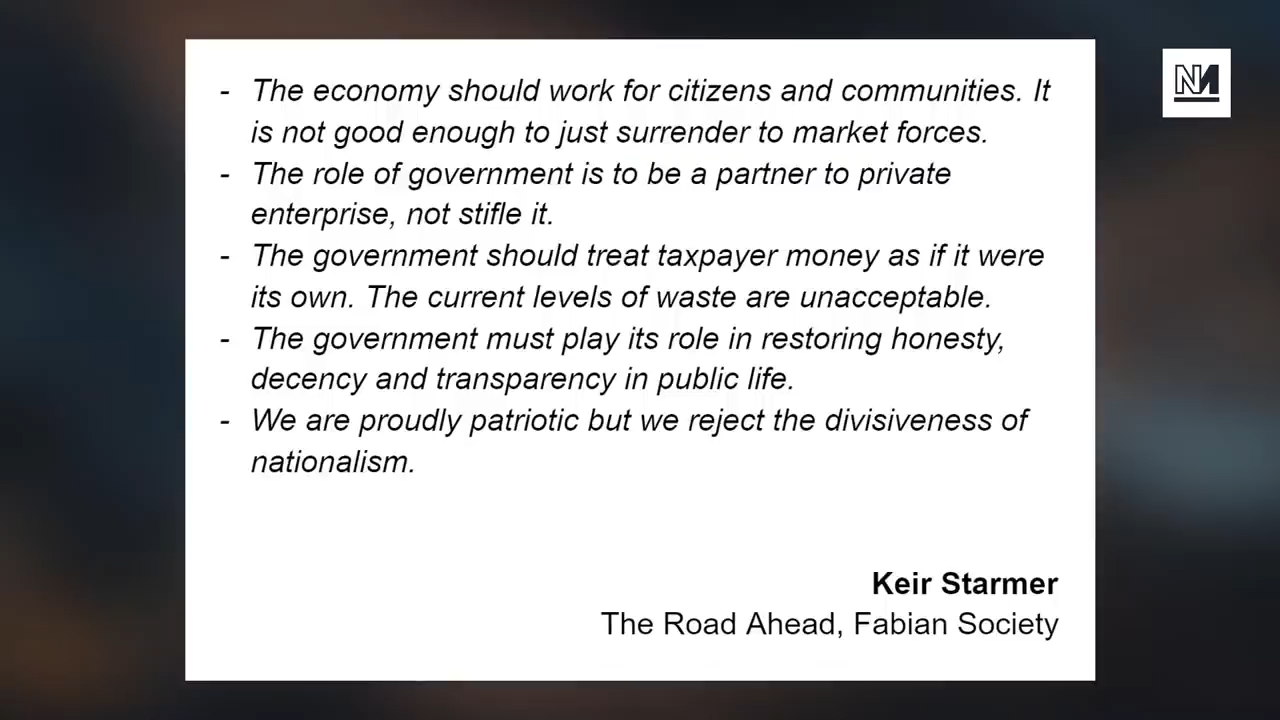 - The economy should work for citizens and communities. It
is not good enough to just surrender to market forces.
- The role of government is to be a partner to private
enterprise, not stifle it.
- The government should treat taxpayer money as if it were
its own. The current levels of waste are unacceptable.
- The government must play its role in restoring honesty,
decency and transparency in public life.
- We are proudly patriotic but we reject the divisiveness of
nationalism.
Keir Starmer
The Road Ahead, Fabian Society
NM